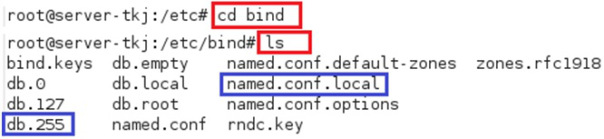 root@server-tkj:/etc# cd bind
root@server-tkj:/etc/bind# ls
bind.keys db.empty named.conf.default-zones zones.rfc1918
db.0 db.local named.conf.local
db.127 db.root named.conf.options
db.255 named.conf rndc.key